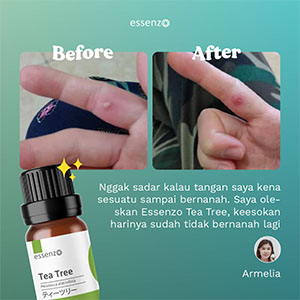 essenzo
Before
After
Nggak sadar kalau tangan saya kena
sesuatu sampai bernanah. Saya ole-
skan Essenzo Tea Tree, keesokan
harinya sudah tidak bernanah lagi
Armelia
essenzo
Tea Tree
ティーツリー